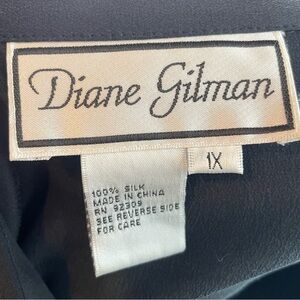 Diane Gilman
1X
100% SILK
MADE IN CHINA
RN 92309
SEE REVERSE SIDE
FOR CARE